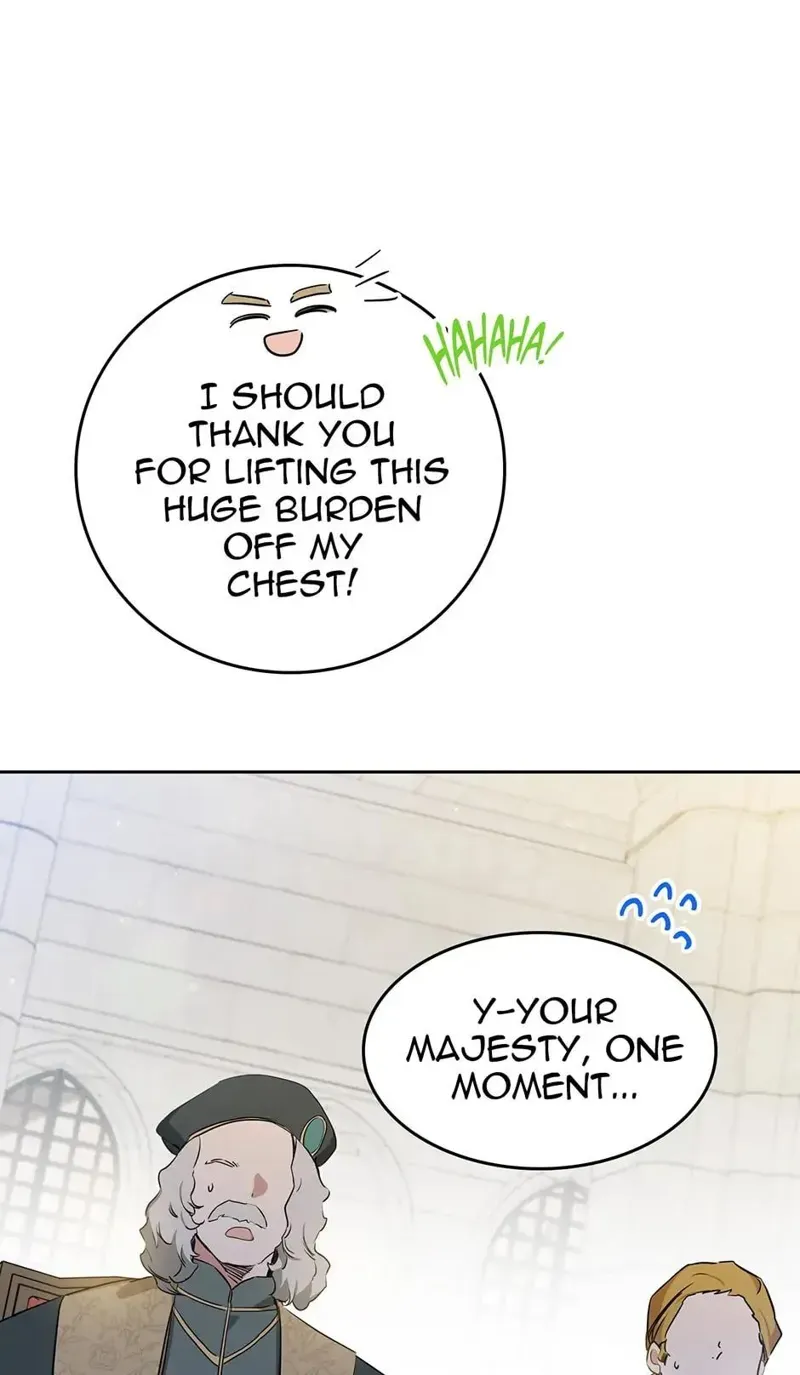 HAHAHA!
I SHOULD
THANK YOU
FOR LIFTING THIS
HUGE BURDEN
OFF MY
CHEST!
Y-YOUR
MAJESTY, ONE
MOMENT...